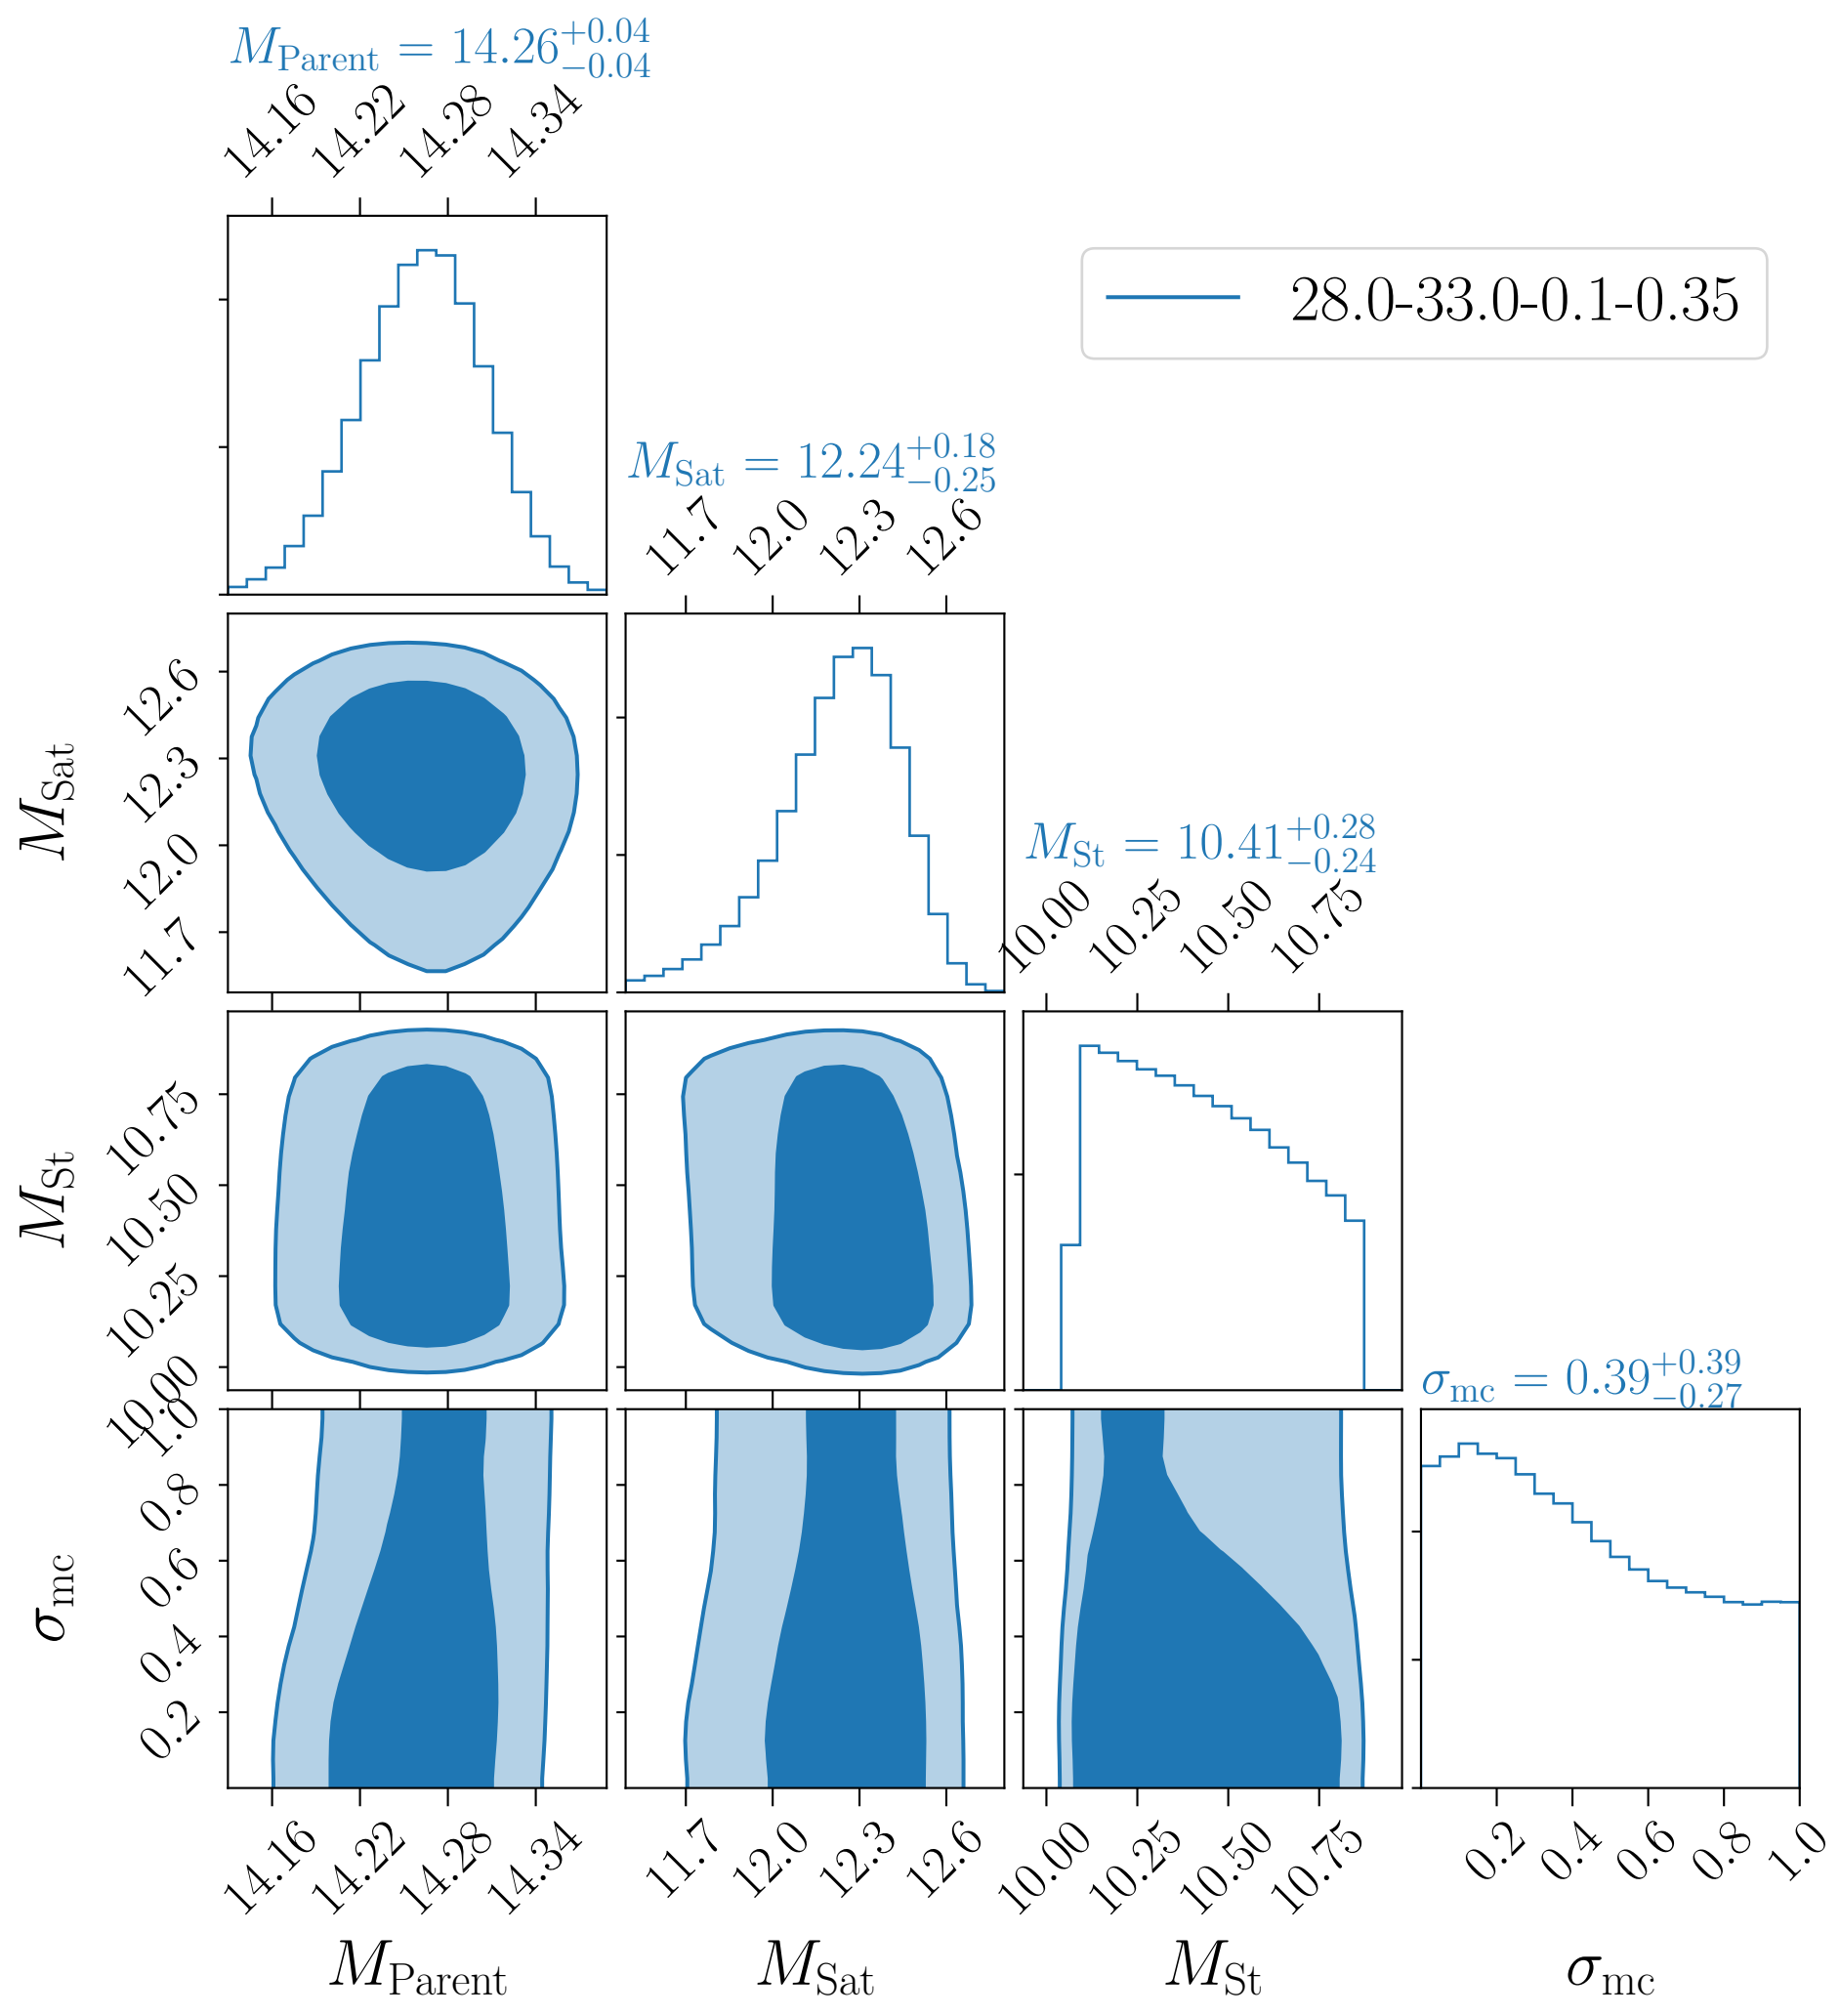 M_Parent = 14.26^{+0.04}_{-0.04}
14.16 14.22 14.28 14.34
28.0-33.0-0.1-0.35
M_Sat = 12.24^{+0.18}_{-0.25}
11.7 12.0 12.3 12.6
M_Sat
12.6
12.3
12.0
11.7
M_St = 10.41^{+0.28}_{-0.24}
10.00 10.25 10.50 10.75
M_St
10.75
10.50
10.25
10.00
σ_mc = 0.39^{+0.39}_{-0.27}
σ_mc
1.0
0.8
0.6
0.4
0.2
14.16 14.22 14.28 14.34 11.7 12.0 12.3 12.6 10.00 10.25 10.50 10.75 0.2 0.4 0.6 0.8 1.0
M_Parent M_Sat M_St σ_mc